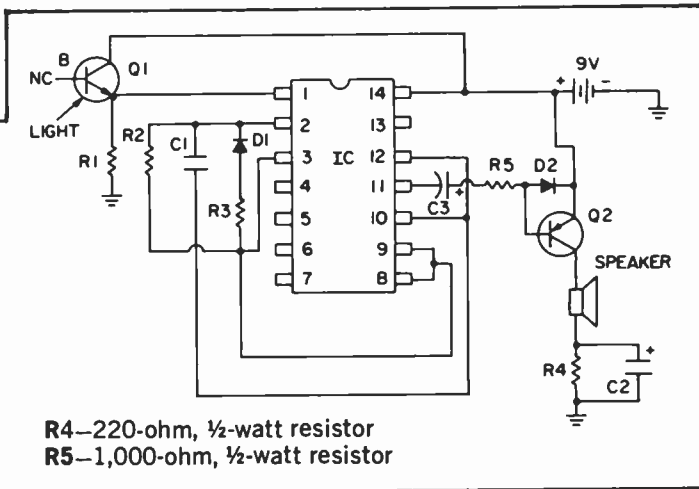 B
Q1
NC
LIGHT
R1
R2
C1
D1
R3
IC
1
2
3
4
5
6
7
14
13
12
11
10
9
8
C3
+
R5
D2
+
9V
-
Q2
SPEAKER
R4
+
C2
R4—220-ohm, ½-watt resistor
R5—1,000-ohm, ½-watt resistor